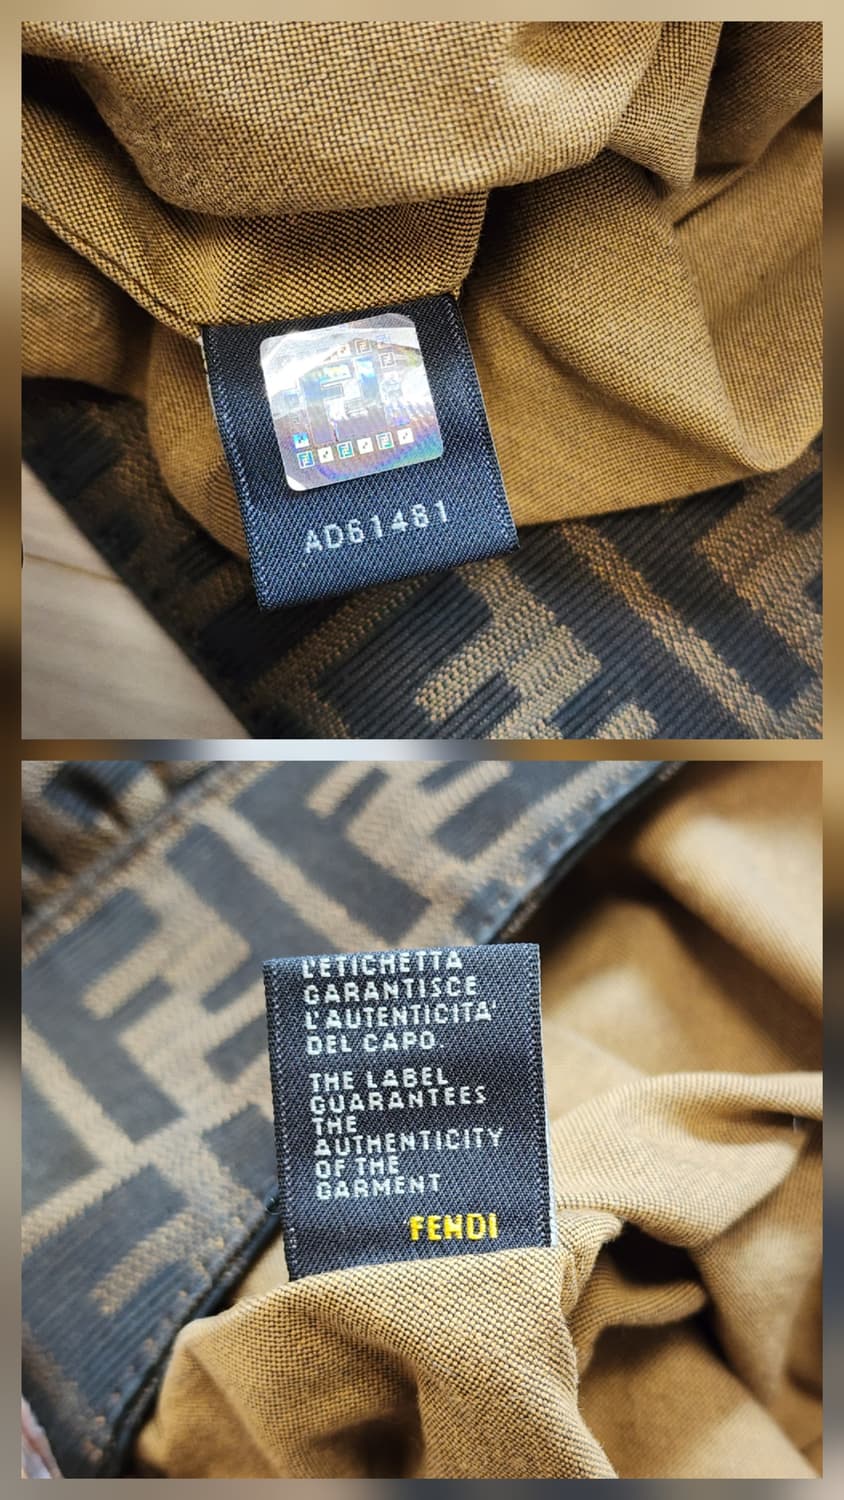 AD61481
L'ETICHETTA
GARANTISCE
L'AUTENTICITA'
DEL CAPO.
THE LABEL
GUARANTEES
THE
AUTHENTICITY
OF THE
GARMENT
FENDI